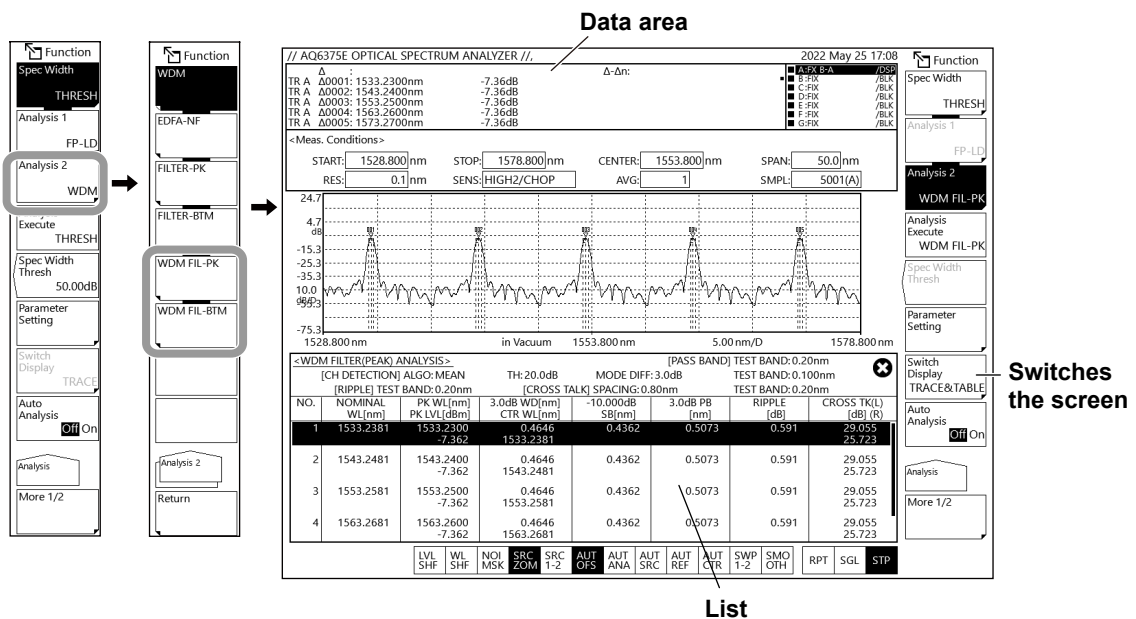 Data area
Function
Spec Width
THRESH
Analysis 1
FP-LD
Analysis 2
WDM
Execute
THRESH
Spec Width
Thresh
50.00dB
Parameter
Setting
Switch
Display
TRACE
Auto
Analysis
Off On
Analysis
More 1/2
Function
WDM
EDFA-NF
FILTER-PK
FILTER-BTM
WDM FIL-PK
WDM FIL-BTM
Analysis 2
Return
// AQ6375E OPTICAL SPECTRUM ANALYZER //, 2022 May 25 17:08
Δ : Δ-Δn:
TR A Δ0001: 1533.2300nm -7.36dB
TR A Δ0002: 1543.2400nm -7.36dB
TR A Δ0003: 1553.2500nm -7.36dB
TR A Δ0004: 1563.2600nm -7.36dB
TR A Δ0005: 1573.2700nm -7.36dB
A:FX B-A /DSP
B:FIX /BLK
C:FIX /BLK
D:FIX /BLK
E:FIX /BLK
F:FIX /BLK
G:FIX /BLK
<Meas. Conditions>
START: 1528.800 nm STOP: 1578.800 nm CENTER: 1553.800 nm SPAN: 50.0 nm
RES: 0.1 nm SENS: HIGH2/CHOP AVG: 1 SMPL: 5001(A)
24.7
4.7
dB
-15.3
-25.3
-35.3
10.0
dB/D
-55.3
-75.3
1528.800 nm in Vacuum 1553.800 nm 5.00 nm/D 1578.800 nm
<WDM FILTER(PEAK) ANALYSIS> [PASS BAND] TEST BAND: 0.20nm
[CH DETECTION] ALGO: MEAN TH: 20.0dB MODE DIFF: 3.0dB TEST BAND: 0.100nm
[RIPPLE] TEST BAND: 0.20nm [CROSS TALK] SPACING: 0.80nm TEST BAND: 0.20nm
NO. NOMINAL PK WL[nm] 3.0dB WD[nm] -10.000dB 3.0dB PB RIPPLE CROSS TK(L)
WL[nm] PK LVL[dBm] CTR WL[nm] SB[nm] [nm] [dB] [dB] (R)
1 1533.2381 1533.2300 0.4646 0.4362 0.5073 0.591 29.055
-7.362 1533.2381 25.723
2 1543.2481 1543.2400 0.4646 0.4362 0.5073 0.591 29.055
-7.362 1543.2481 25.723
3 1553.2581 1553.2500 0.4646 0.4362 0.5073 0.591 29.055
-7.362 1553.2581 25.723
4 1563.2681 1563.2600 0.4646 0.4362 0.5073 0.591 29.055
-7.362 1563.2681 25.723
LVL WL NOI SRC SRC AUT AUT AUT AUT AUT SWP SMO RPT SGL STP
SHF SHF MSK ZOM 1-2 OFS ANA SRC REF CTR 1-2 OTH
Function
Spec Width
THRESH
Analysis 1
FP-LD
Analysis 2
WDM FIL-PK
Analysis
Execute
WDM FIL-PK
Spec Width
Thresh
Parameter
Setting
Switch
Display
TRACE&TABLE
Auto
Analysis
Off On
Analysis
More 1/2
Switches
the screen
List